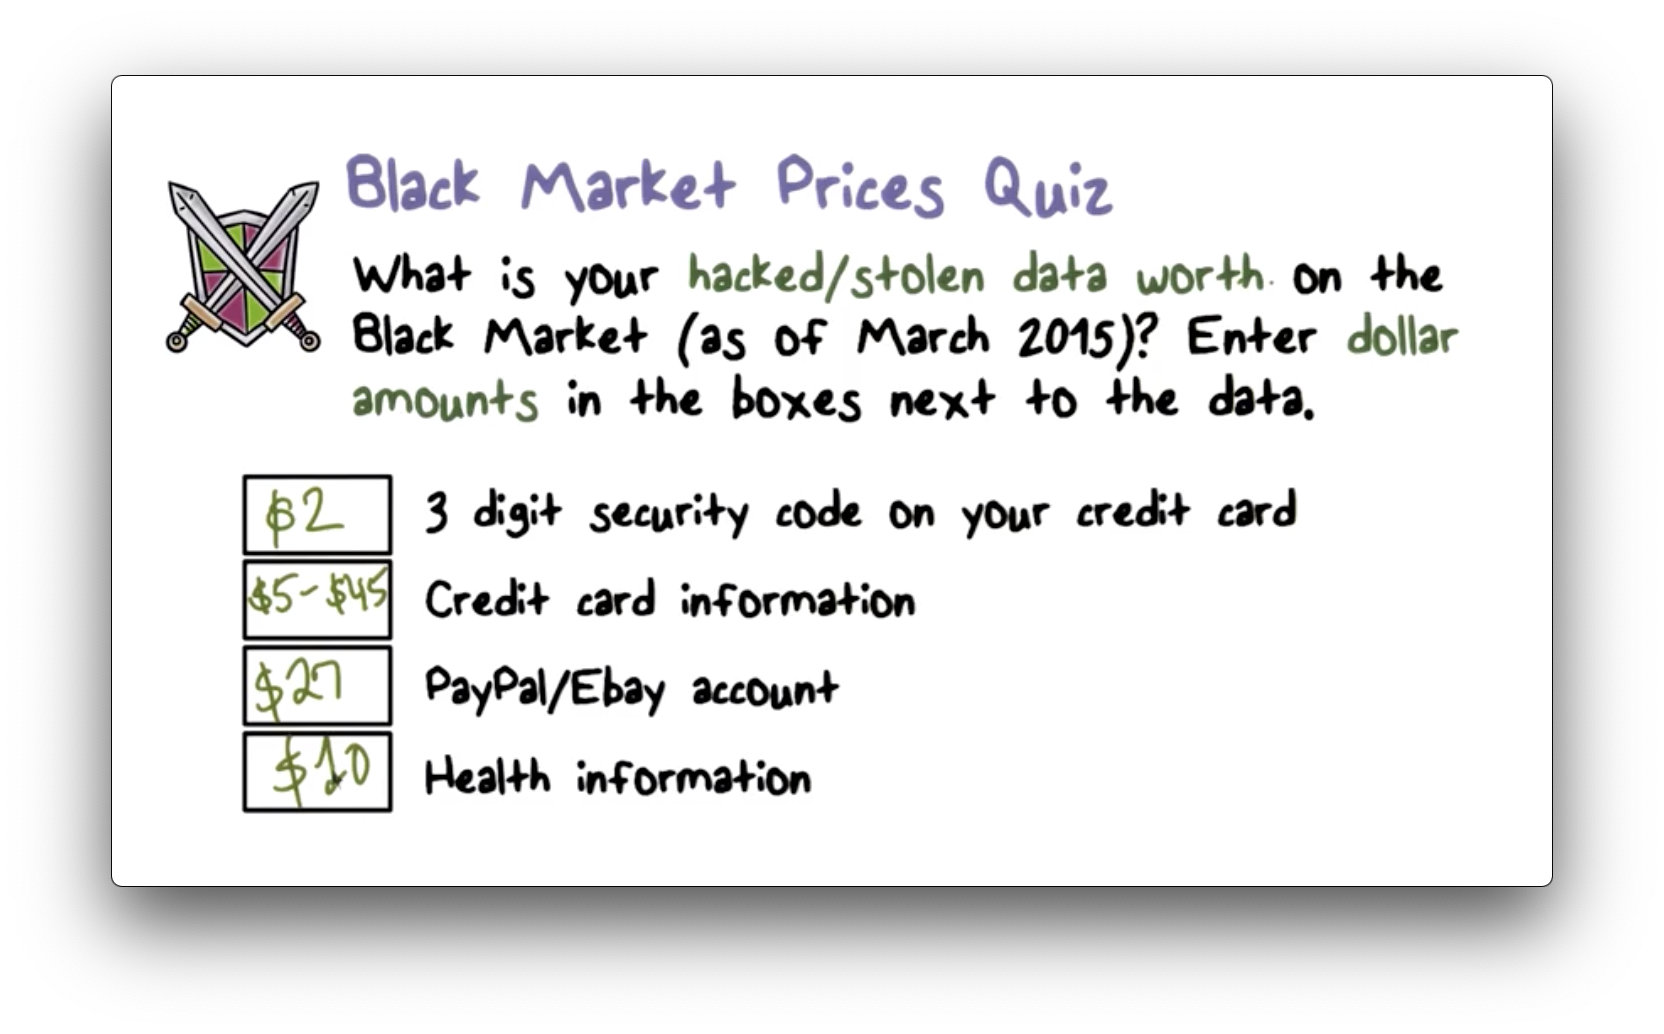 Black Market Prices Quiz
What is your hacked/stolen data worth on the
Black Market (as of March 2015)? Enter dollar
amounts in the boxes next to the data.
$2 3 digit security code on your credit card
$5-$45 Credit card information
$27 PayPal/Ebay account
$10 Health information